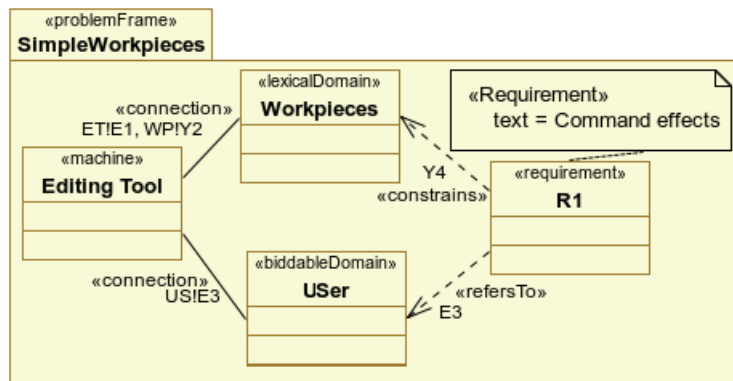 «problemFrame»
SimpleWorkpieces
«lexicalDomain»
Workpieces
«Requirement»
text = Command effects
«connection»
ET!E1, WP!Y2
«machine»
Editing Tool
Y4
«constrains»
«requirement»
R1
«biddableDomain»
USer
«connection»
US!E3
«refersTo»
E3